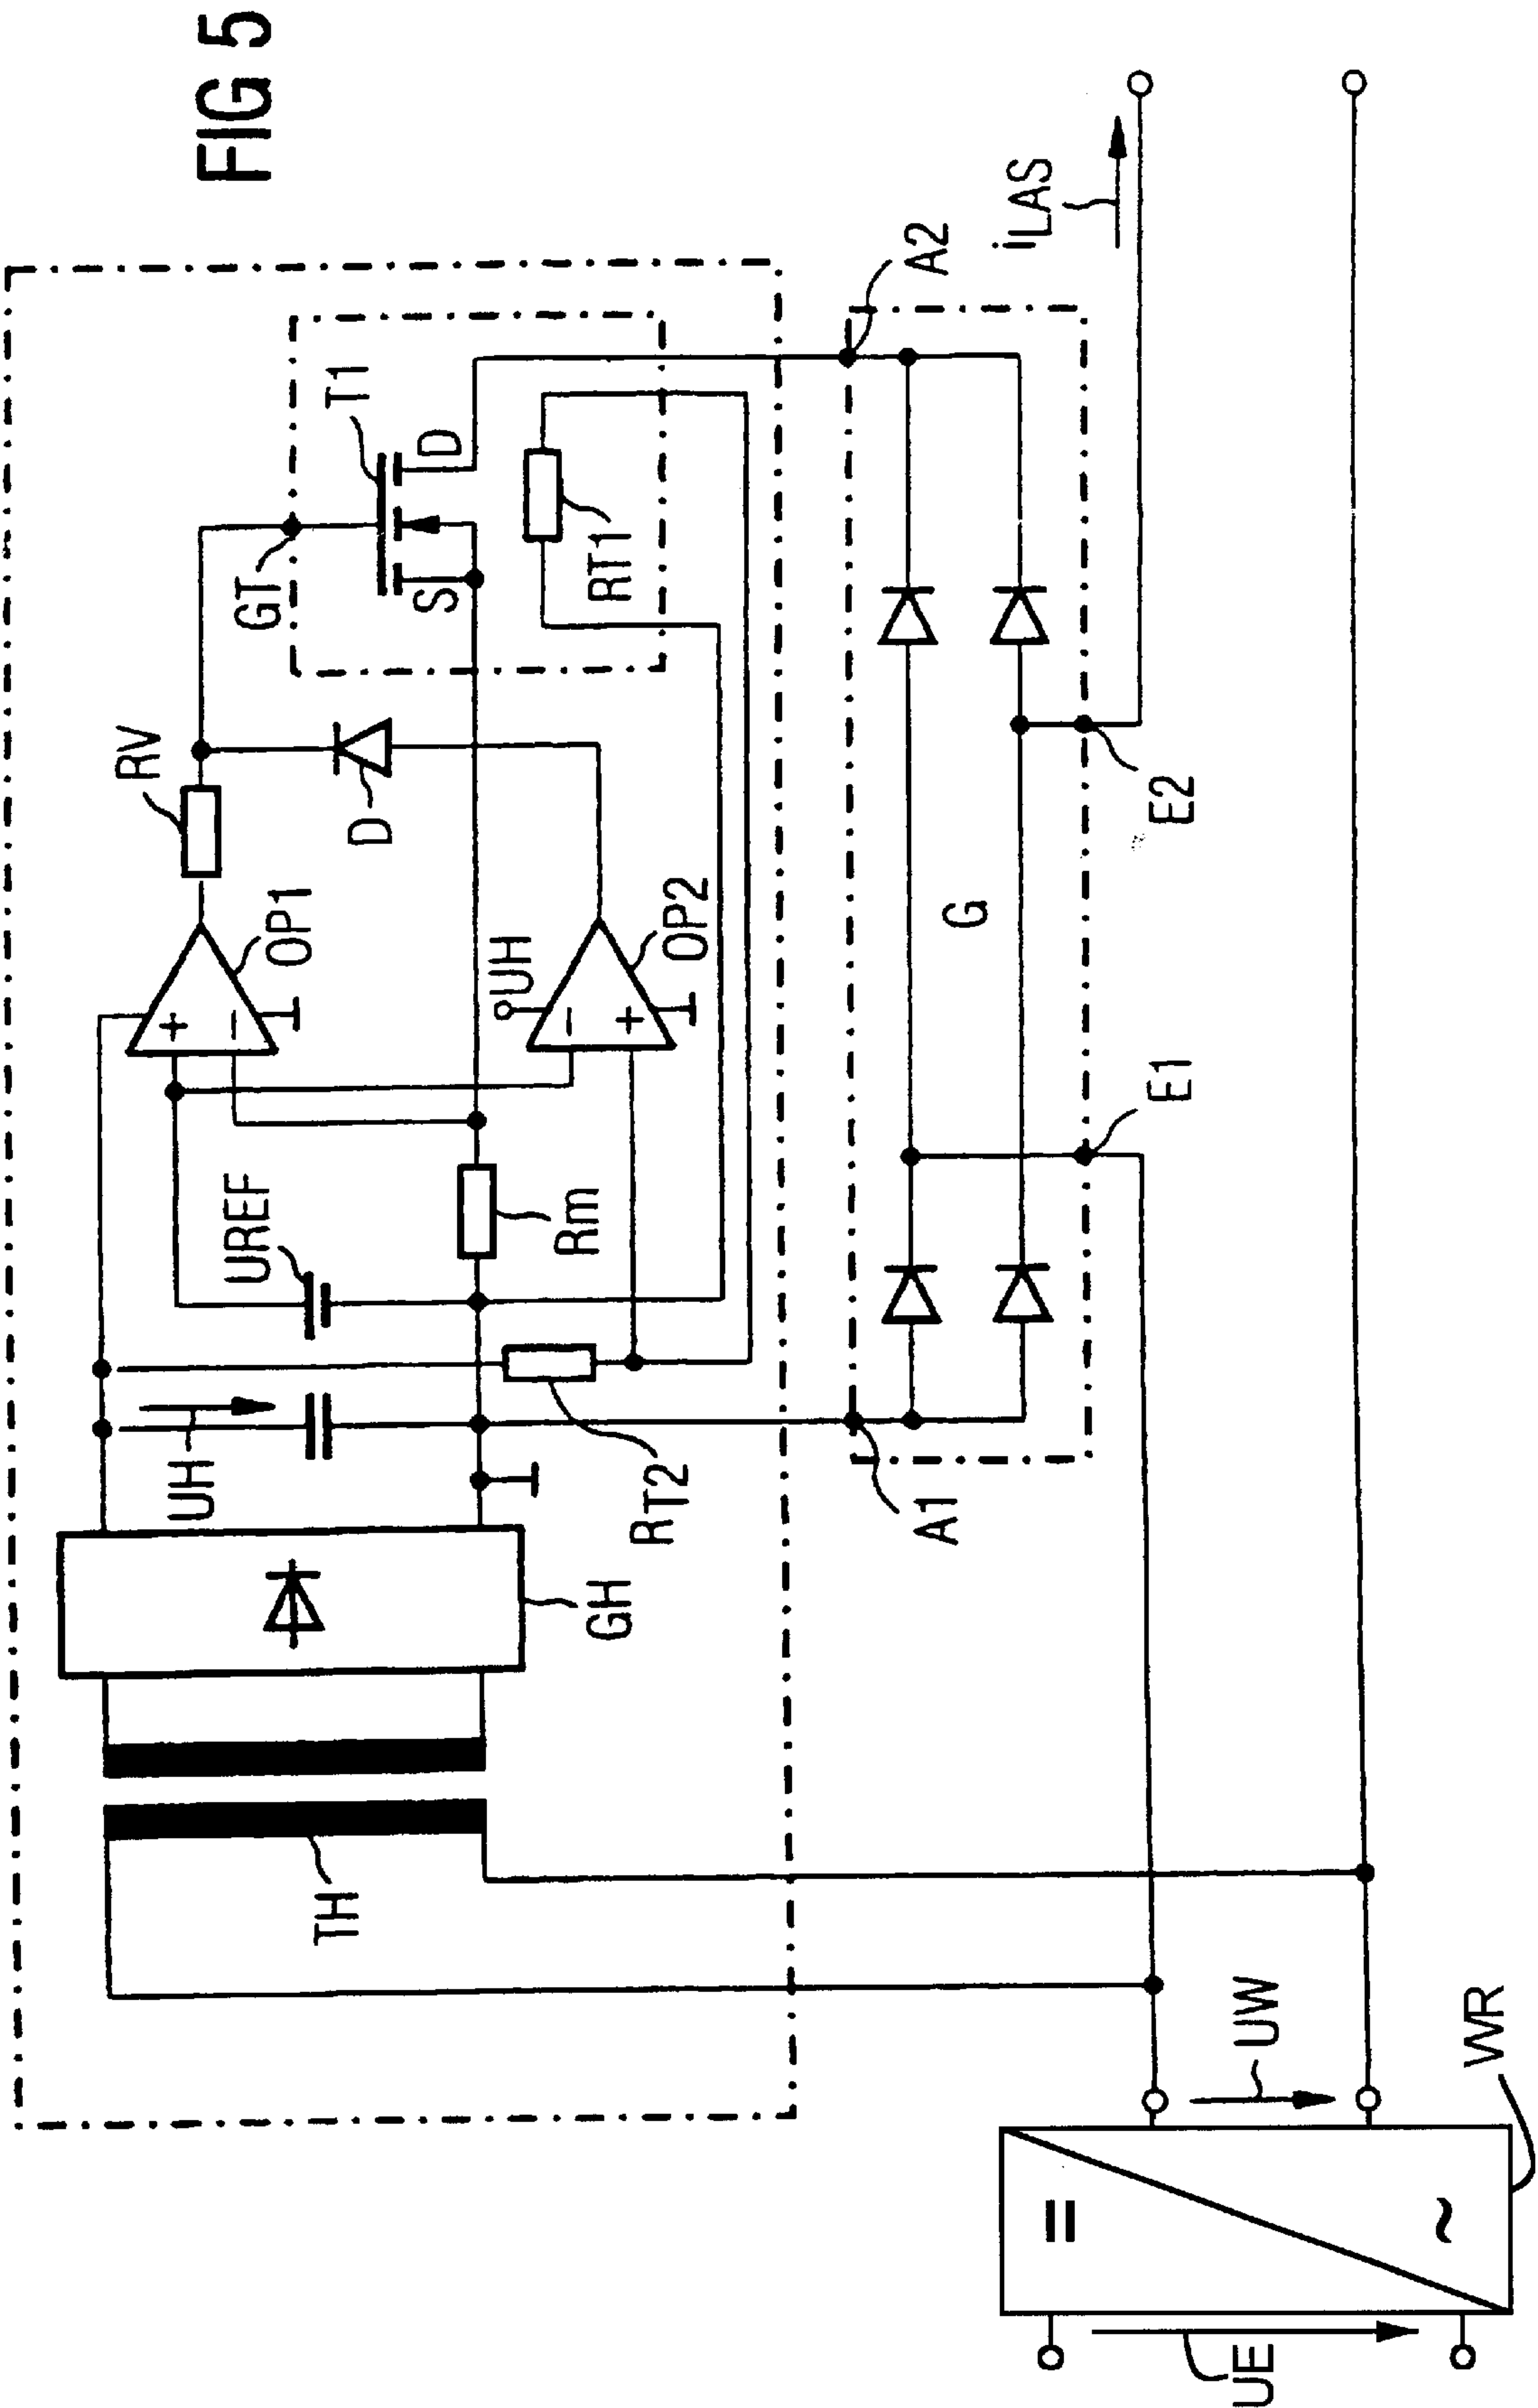 FIG 5
RV
T1
GT
D
S
D
RT1
OP1
UH
OP2
UREF
Rm
UH
RT2
GH
TH
A2
iLAS
G
E2
E1
A1
UW
WR
UE
+
−
−
+
=
~